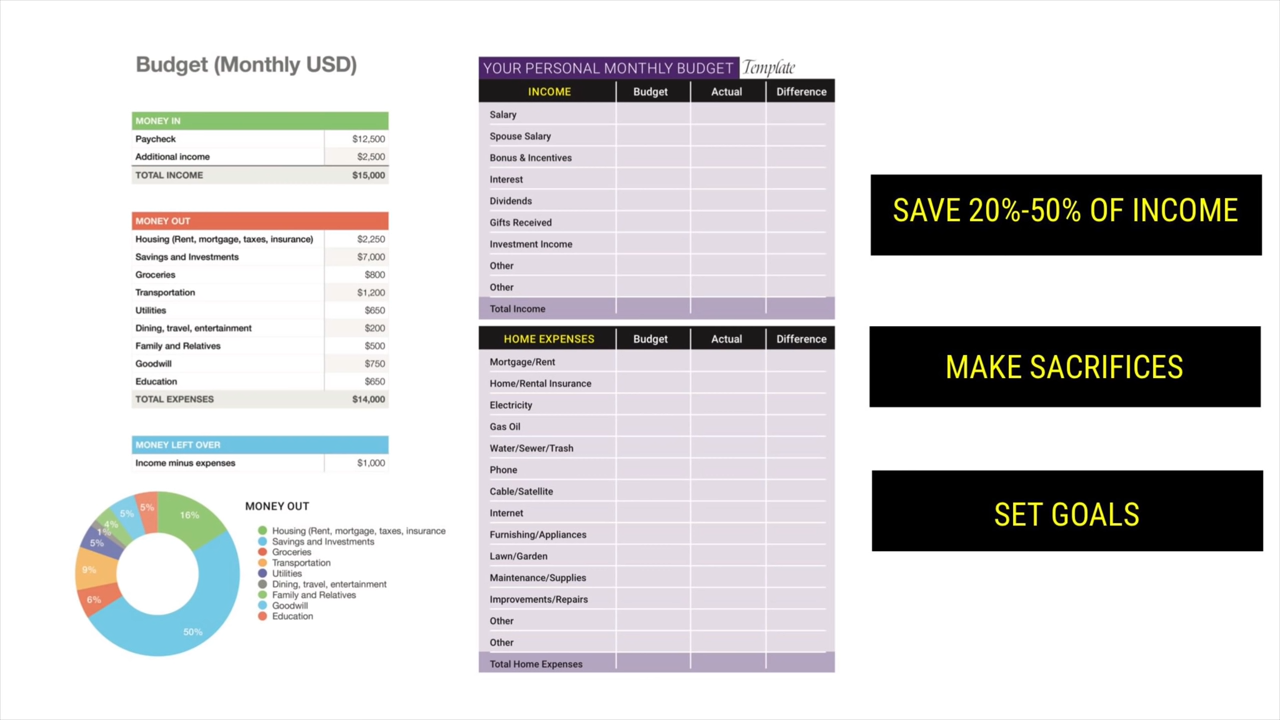 Budget (Monthly USD)
MONEY IN
Paycheck $12,500
Additional income $2,500
TOTAL INCOME $15,000
MONEY OUT
Housing (Rent, mortgage, taxes, insurance) $2,250
Savings and Investments $7,000
Groceries $800
Transportation $1,200
Utilities $650
Dining, travel, entertainment $200
Family and Relatives $500
Goodwill $750
Education $650
TOTAL EXPENSES $14,000
MONEY LEFT OVER
Income minus expenses $1,000
5%
16%
5%
4%
1%
5%
9%
6%
50%
MONEY OUT
Housing (Rent, mortgage, taxes, insurance
Savings and Investments
Groceries
Transportation
Utilities
Dining, travel, entertainment
Family and Relatives
Goodwill
Education
YOUR PERSONAL MONTHLY BUDGET Template
INCOME Budget Actual Difference
Salary
Spouse Salary
Bonus & Incentives
Interest
Dividends
Gifts Received
Investment Income
Other
Other
Total Income
HOME EXPENSES Budget Actual Difference
Mortgage/Rent
Home/Rental Insurance
Electricity
Gas Oil
Water/Sewer/Trash
Phone
Cable/Satellite
Internet
Furnishing/Appliances
Lawn/Garden
Maintenance/Supplies
Improvements/Repairs
Other
Other
Total Home Expenses
SAVE 20%-50% OF INCOME
MAKE SACRIFICES
SET GOALS